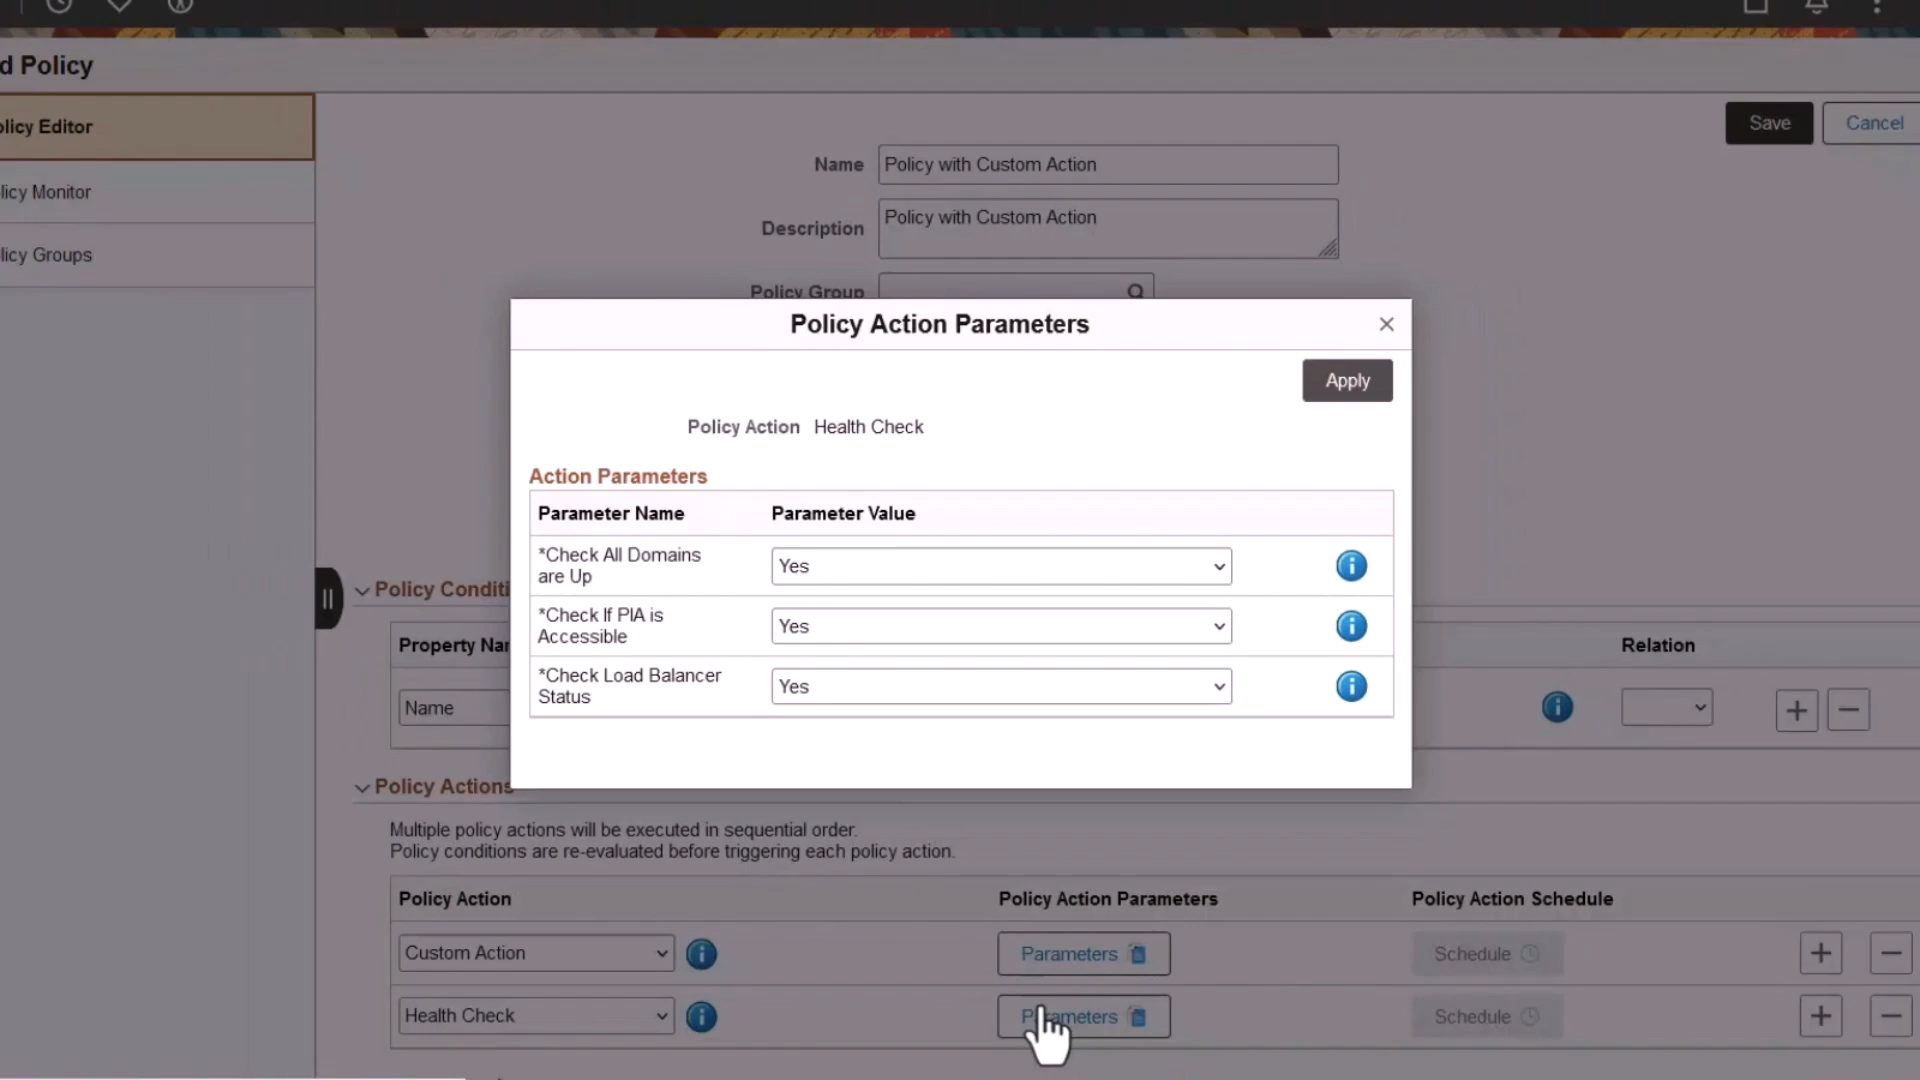 d Policy
olicy Editor
licy Monitor
licy Groups
Save
Cancel
Name
Policy with Custom Action
Description
Policy with Custom Action
Policy Group
Policy Action Parameters
Apply
Policy Action Health Check
Action Parameters
Parameter Name
Parameter Value
*Check All Domains
are Up
Yes
*Check If PIA is
Accessible
Yes
*Check Load Balancer
Status
Yes
Policy Conditi
Property Nar
Relation
Name
Policy Actions
Multiple policy actions will be executed in sequential order.
Policy conditions are re-evaluated before triggering each policy action.
Policy Action
Policy Action Parameters
Policy Action Schedule
Custom Action
Parameters
Schedule
Health Check
Parameters
Schedule